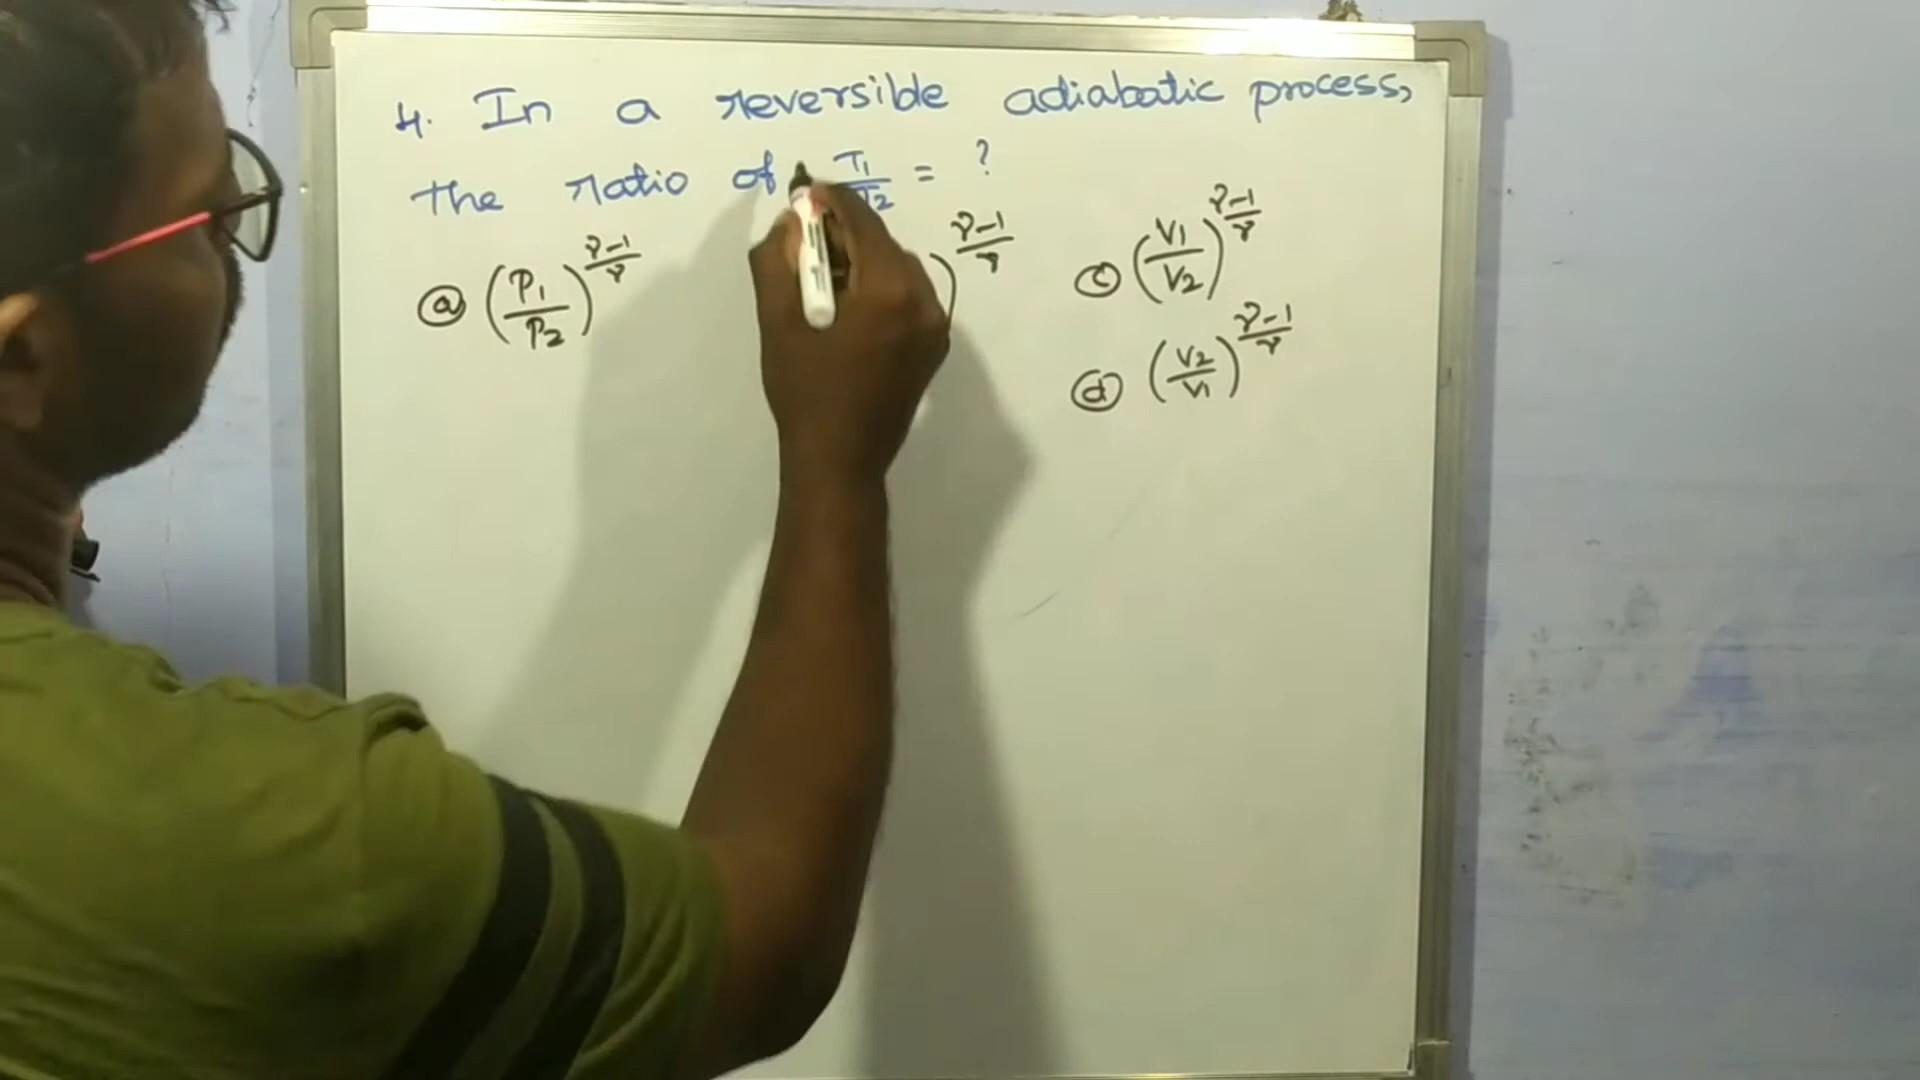 4. In a reversible adiabatic process,
The ratio of T1/T2 = ?
ⓐ (P1/P2)^(γ-1)/γ
)^(γ-1)/γ
ⓒ (V1/V2)^(γ-1)/γ
ⓓ (V2/V1)^(γ-1)/γ